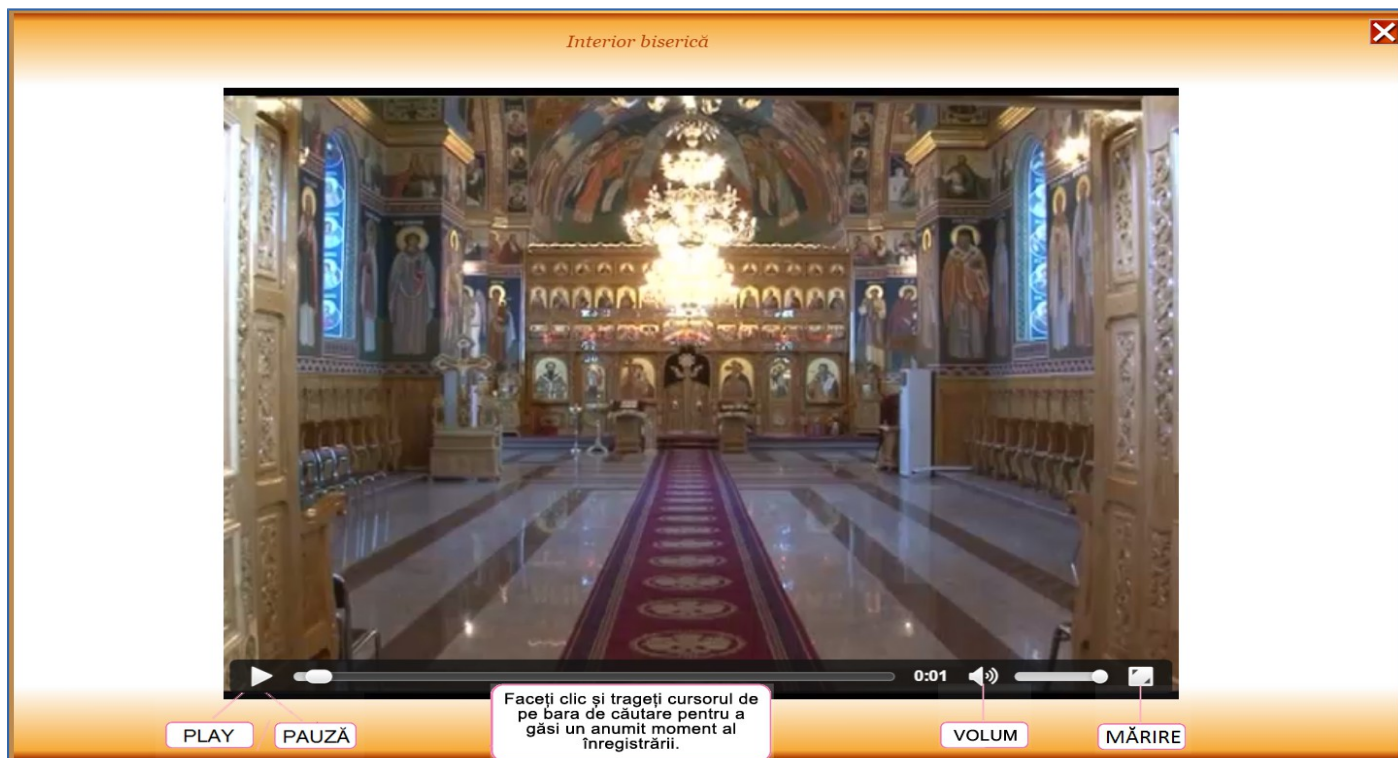 Interior biserică
0:01
Faceți clic și trageți cursorul de
pe bara de căutare pentru a
găsi un anumit moment al
înregistrării.
PLAY
PAUZĂ
VOLUM
MĂRIRE